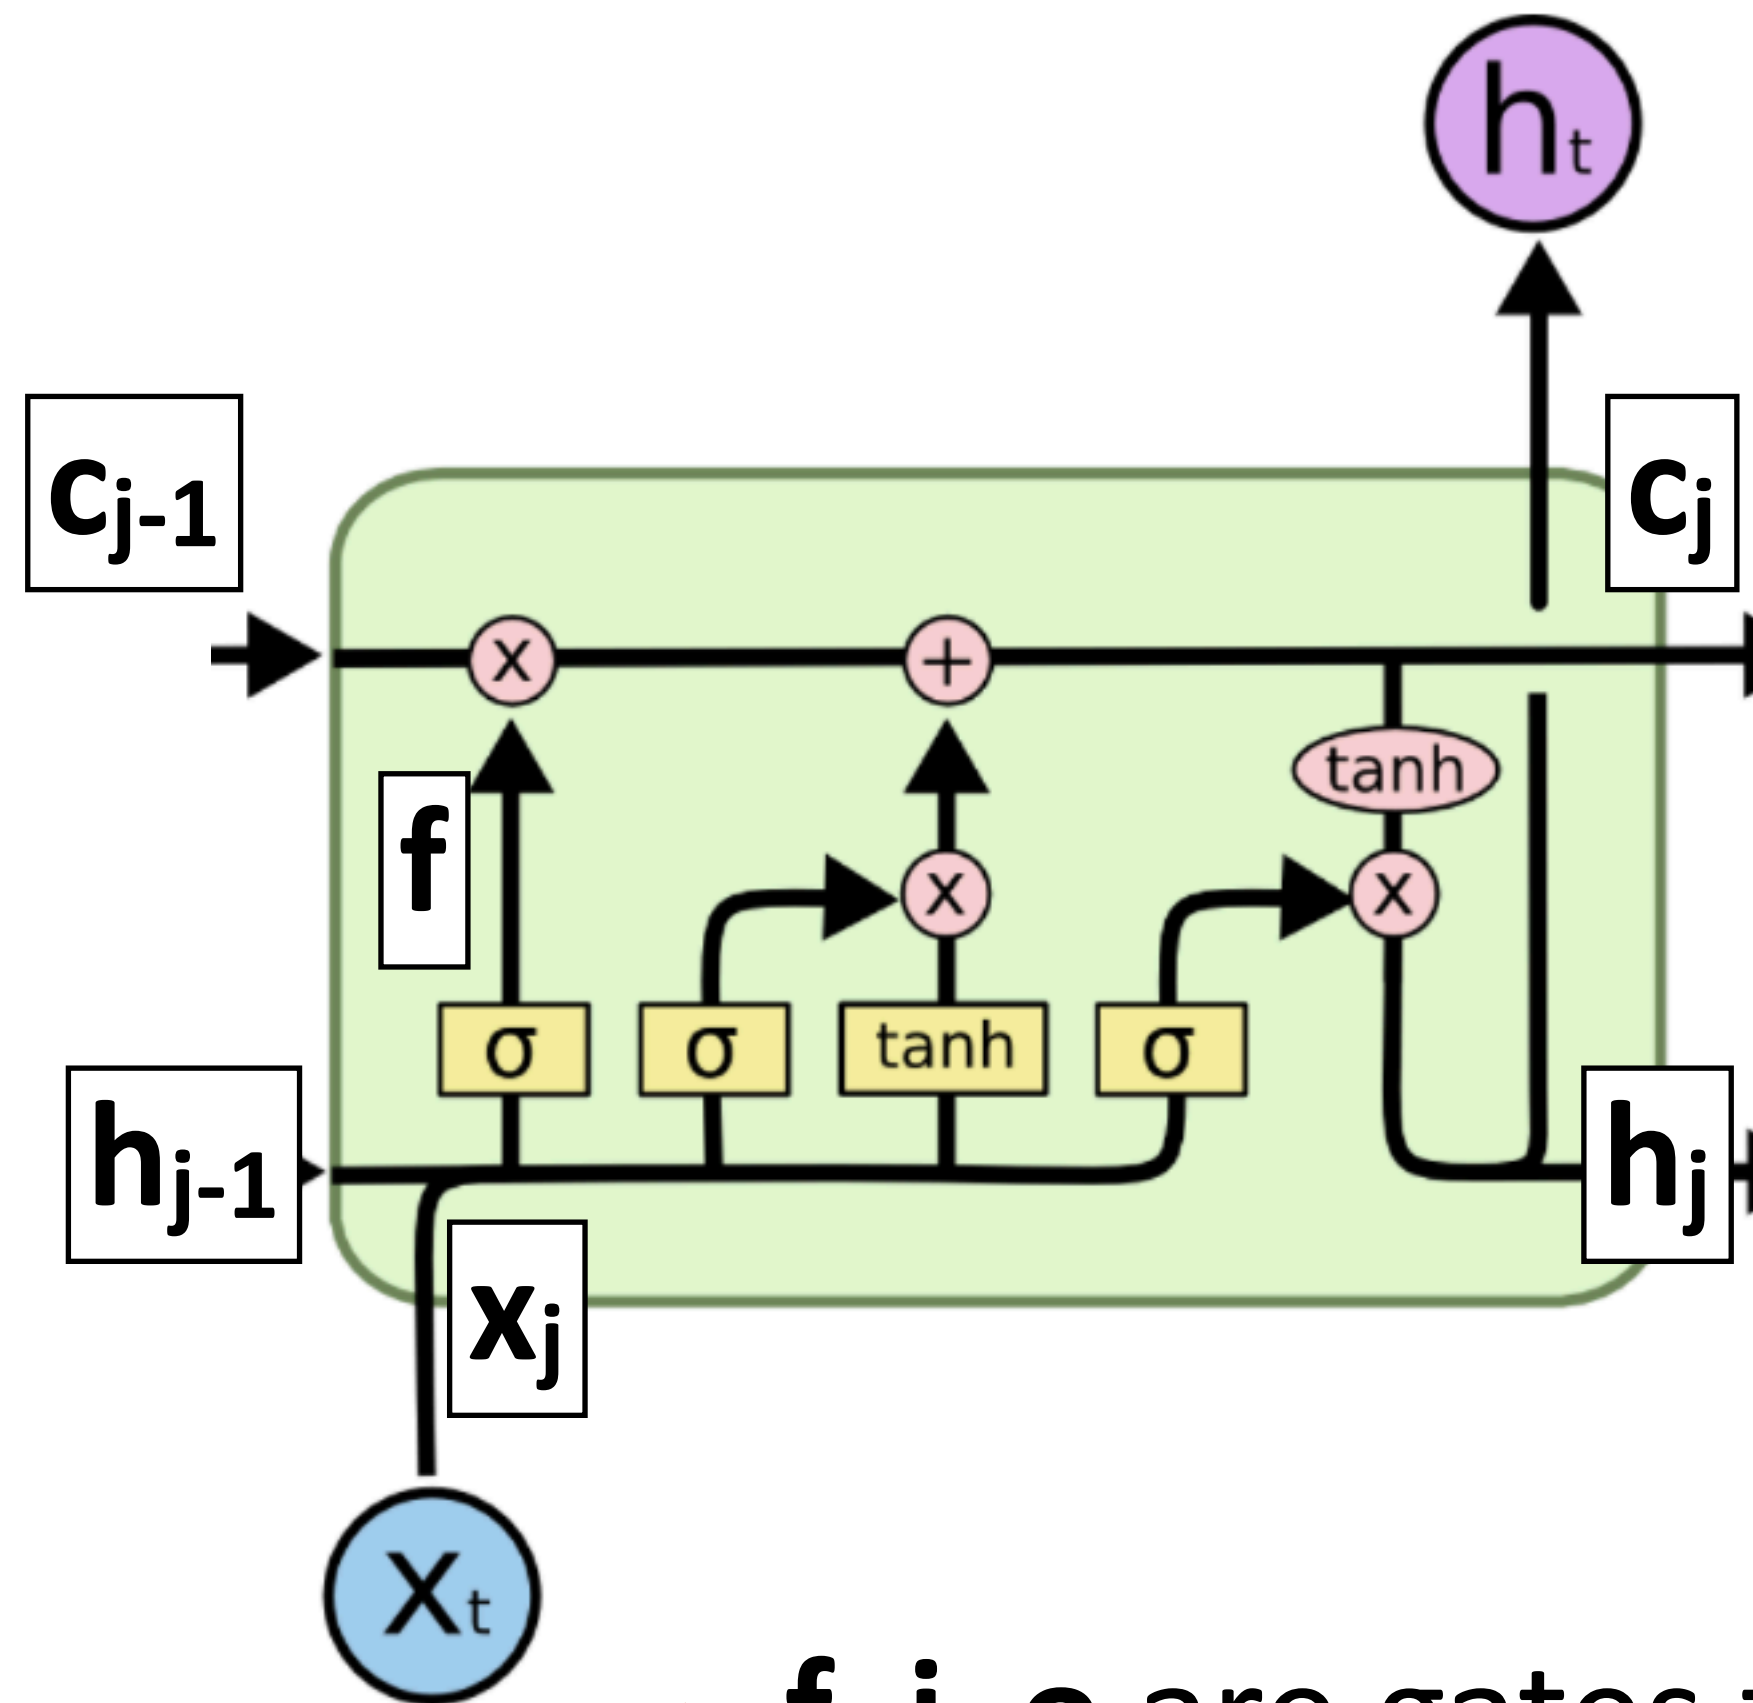 ht
cj-1
cj
x
+
tanh
f
x
x
σ
σ
tanh
σ
hj-1
hj
xj
xt
f, i, o are gates